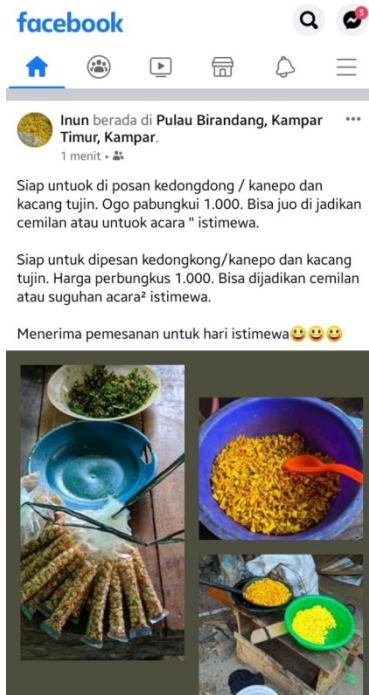 facebook
5
Inun berada di Pulau Birandang, Kampar
Timur, Kampar.
1 menit •
Siap untuok di posan kedongdong / kanepo dan
kacang tujin. Ogo pabungkui 1.000. Bisa juo di jadikan
cemilan atau untuok acara " istimewa.
Siap untuk dipesan kedongkong/kanepo dan kacang
tujin. Harga perbungkus 1.000. Bisa dijadikan cemilan
atau suguhan acara² istimewa.
Menerima pemesanan untuk hari istimewa😀😀😀